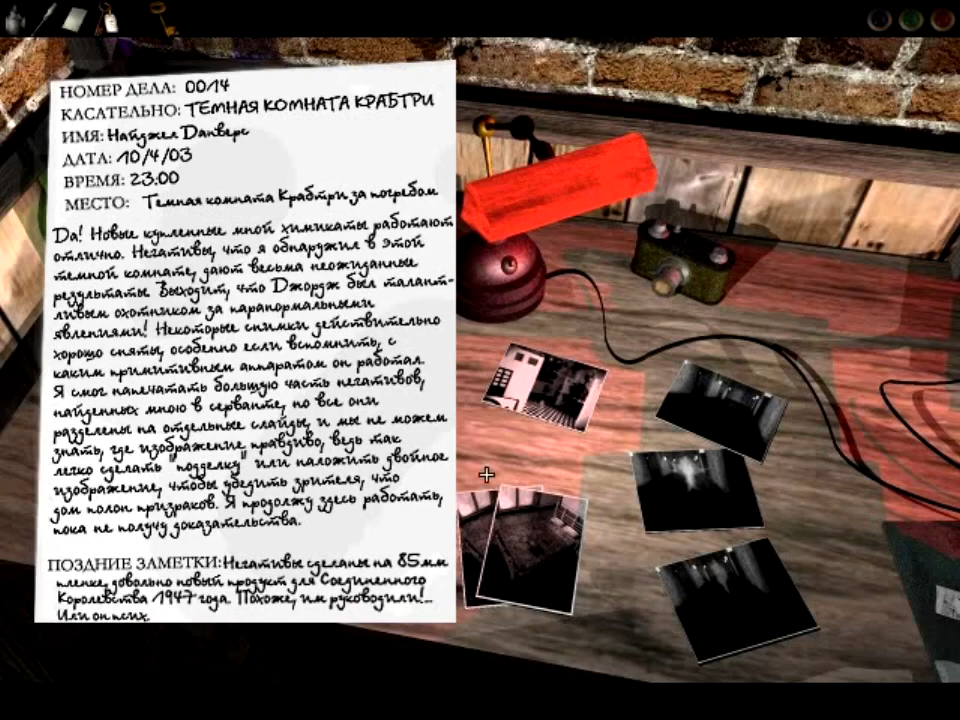 НОМЕР ДЕЛА: 0014
КАСАТЕЛЬНО: ТЕМНАЯ КОМНАТА КРАБТРИ
ИМЯ: Найджел Данверс
ДАТА: 10/4/03
ВРЕМЯ: 23:00
МЕСТО: Темная комната Крабтри за погребом
Да! Новые купленные мной химикаты работают
отлично. Негативы, что я обнаружил в этой
темной комнате, дают весьма неожиданные
результаты. Выходит, что Джордж был талант-
ливым охотником за паранормальными
явлениями! Некоторые снимки действительно
хорошо сняты, особенно если вспомнить, с
каким примитивным аппаратом он работал.
Я смог напечатать большую часть негативов,
найденных мною в серванте, но все они
разделены на отдельные слайды, и мы не можем
знать, где изображение правдиво, ведь так
легко сделать "подделку" или наложить двойное
изображение, чтобы убедить зрителя, что
дом полон призраков. Я продолжу здесь работать,
пока не получу доказательства.
ПОЗДНИЕ ЗАМЕТКИ: Негативы сделаны на 85мм
пленке, довольно новый продукт для Соединенного
Королевства 1947 года. Похоже, им руководили!...
Или он псих.